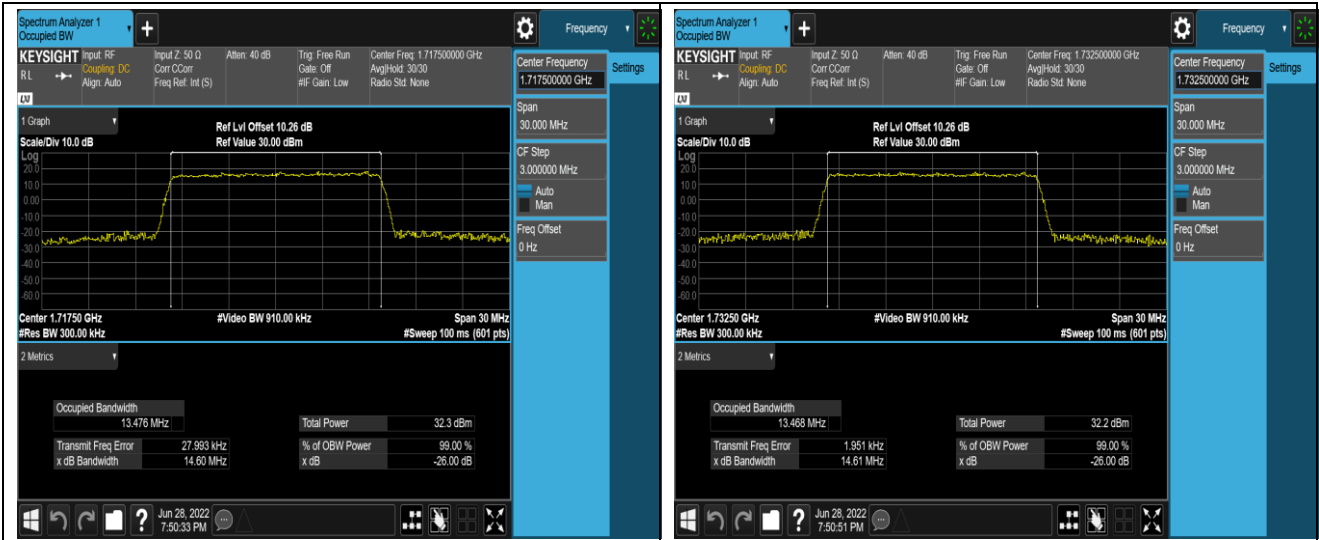 Spectrum Analyzer 1
Occupied BW
+
Frequency
KEYSIGHT
RL
LXI
Input: RF
Coupling: DC
Align: Auto
Input Z: 50 Ω
Corr CCorr
Freq Ref: Int (S)
Atten: 40 dB
Trig: Free Run
Gate: Off
#IF Gain: Low
Center Freq: 1.717500000 GHz
Avg|Hold: 30/30
Radio Std: None
Center Frequency
1.717500000 GHz
Settings
Span
30.000 MHz
CF Step
3.000000 MHz
Auto
Man
Freq Offset
0 Hz
1 Graph
Scale/Div 10.0 dB
Ref Lvl Offset 10.26 dB
Ref Value 30.00 dBm
Log
20.0
10.0
0.00
-10.0
-20.0
-30.0
-40.0
-50.0
-60.0
Center 1.71750 GHz
#Video BW 910.00 kHz
Span 30 MHz
#Res BW 300.00 kHz
#Sweep 100 ms (601 pts)
2 Metrics
Occupied Bandwidth
13.476 MHz
Total Power 32.3 dBm
Transmit Freq Error 27.993 kHz
% of OBW Power 99.00 %
x dB Bandwidth 14.60 MHz
x dB -26.00 dB
?
Jun 28, 2022
7:50:33 PM
Spectrum Analyzer 1
Occupied BW
+
Frequency
KEYSIGHT
RL
LXI
Input: RF
Coupling: DC
Align: Auto
Input Z: 50 Ω
Corr CCorr
Freq Ref: Int (S)
Atten: 40 dB
Trig: Free Run
Gate: Off
#IF Gain: Low
Center Freq: 1.732500000 GHz
Avg|Hold: 30/30
Radio Std: None
Center Frequency
1.732500000 GHz
Settings
Span
30.000 MHz
CF Step
3.000000 MHz
Auto
Man
Freq Offset
0 Hz
1 Graph
Scale/Div 10.0 dB
Ref Lvl Offset 10.26 dB
Ref Value 30.00 dBm
Log
20.0
10.0
0.00
-10.0
-20.0
-30.0
-40.0
-50.0
-60.0
Center 1.73250 GHz
#Video BW 910.00 kHz
Span 30 MHz
#Res BW 300.00 kHz
#Sweep 100 ms (601 pts)
2 Metrics
Occupied Bandwidth
13.468 MHz
Total Power 32.2 dBm
Transmit Freq Error 1.951 kHz
% of OBW Power 99.00 %
x dB Bandwidth 14.61 MHz
x dB -26.00 dB
?
Jun 28, 2022
7:50:51 PM